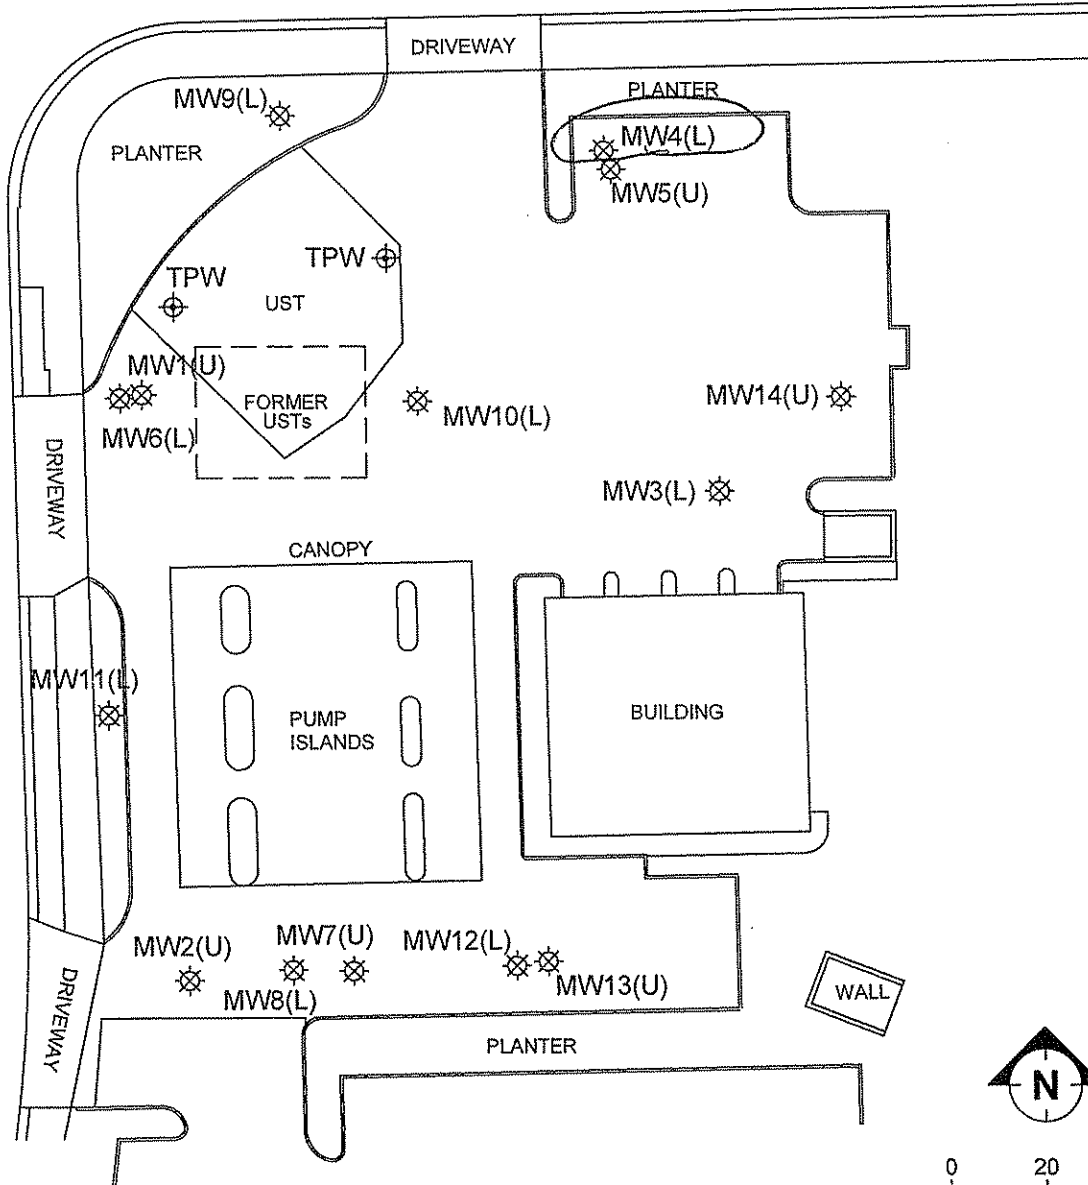 DRIVEWAY
PLANTER
MW9(L)
MW4(L)
PLANTER
MW5(U)
TPW
TPW
UST
MW1(U)
FORMER
USTs
MW14(U)
MW10(L)
MW6(L)
DRIVEWAY
MW3(L)
CANOPY
MW11(L)
PUMP
ISLANDS
BUILDING
MW7(U)
MW12(L)
MW2(U)
MW13(U)
MW8(L)
WALL
DRIVEWAY
PLANTER
N
0 20